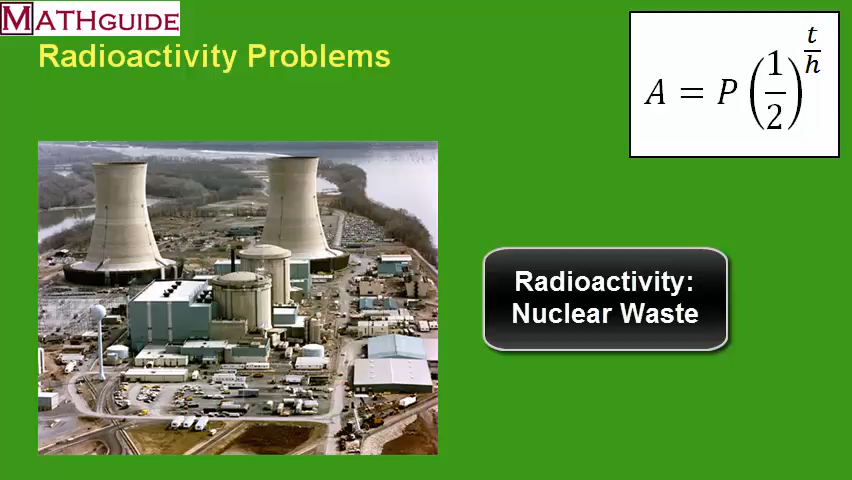 MATHGUIDE
Radioactivity Problems
A = P(1/2)^(t/h)
Radioactivity:
Nuclear Waste